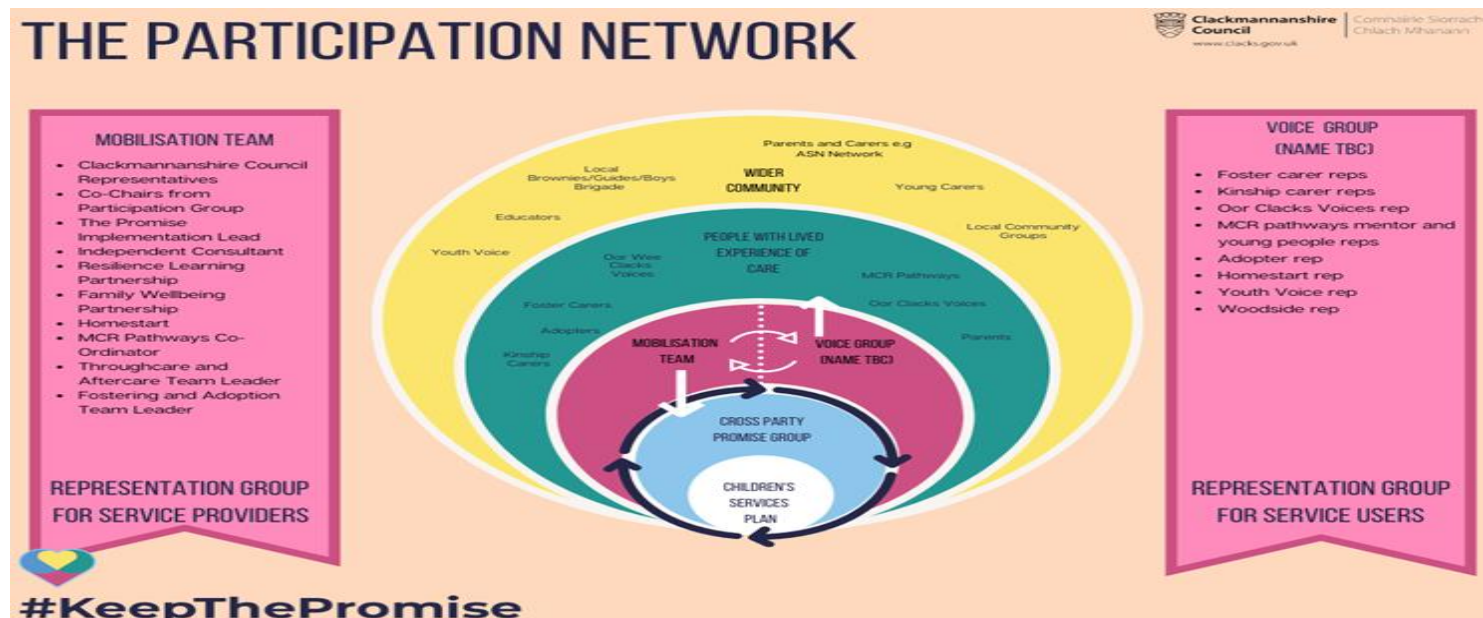 THE PARTICIPATION NETWORK
Clackmannanshire
Council
www.clacks.gov.uk
Comhairle Siorrachd
Chlach Mhanann
MOBILISATION TEAM
• Clackmannanshire Council
Representatives
• Co-Chairs from
Participation Group
• The Promise
Implementation Lead
• Independent Consultant
• Resilience Learning
Partnership
• Family Wellbeing
Partnership
• Homestart
• MCR Pathways Co-
Ordinator
• Throughcare and
Aftercare Team Leader
• Fostering and Adoption
Team Leader
REPRESENTATION GROUP
FOR SERVICE PROVIDERS
Parents and Carers e.g
ASN Network
WIDER
COMMUNITY
Local
Brownies/Guides/Boys
Brigade
Young Carers
Educators
Local Community
Groups
Youth Voice
PEOPLE WITH LIVED
EXPERIENCE OF
CARE
Oor Wee
Clacks
Voices
MCR Pathways
Foster Carers
Oor Clacks Voices
Adopters
Parents
Kinship
Carers
MOBILISATION
TEAM
VOICE GROUP
(NAME TBC)
CROSS PARTY
PROMISE GROUP
CHILDREN'S
SERVICES
PLAN
VOICE GROUP
(NAME TBC)
• Foster carer reps
• Kinship carer reps
• Oor Clacks Voices rep
• MCR pathways mentor and
young people reps
• Adopter rep
• Homestart rep
• Youth Voice rep
• Woodside rep
REPRESENTATION GROUP
FOR SERVICE USERS
#KeepThePromise